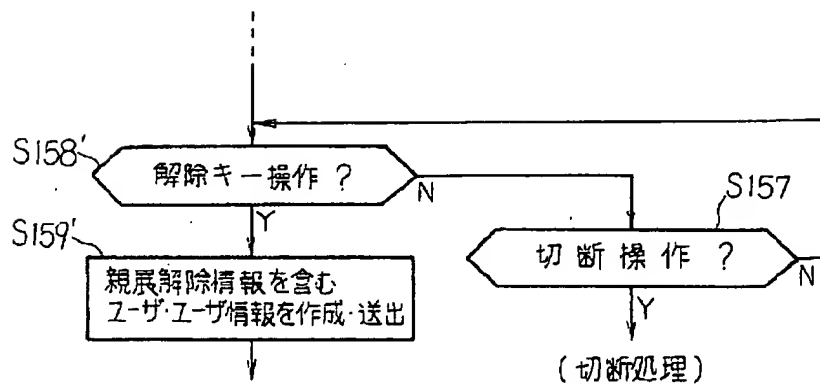 S158'
解除キー操作?
N
Y
S157
切断操作?
N
Y
S159'
親展解除情報を含む
ユーザ・ユーザ情報を作成・送出
(切断処理)